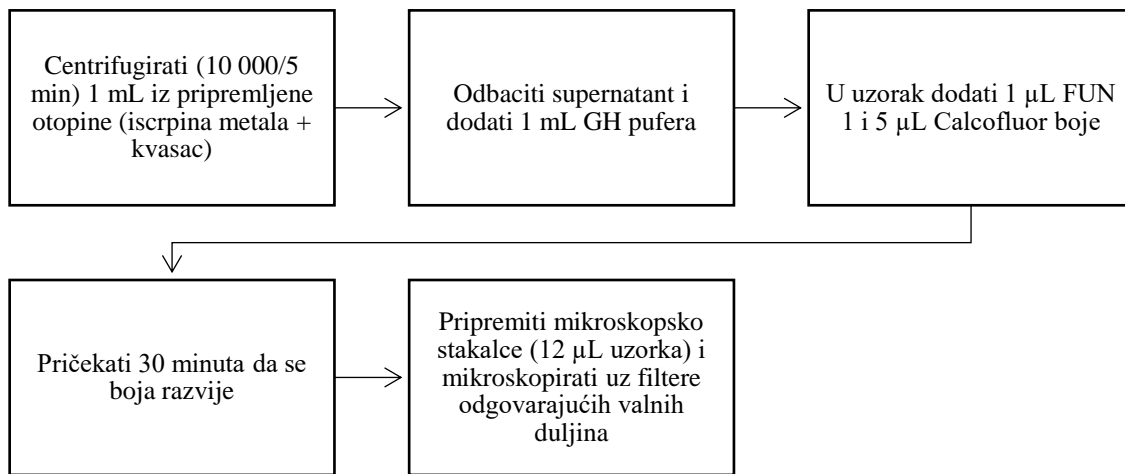 Centrifugirati (10 000/5
min) 1 mL iz pripremljene
otopine (iscrpina metala +
kvasac)
Odbaciti supernatant i
dodati 1 mL GH pufera
U uzorak dodati 1 µL FUN
1 i 5 µL Calcofluor boje
Pričekati 30 minuta da se
boja razvije
Pripremiti mikroskopsko
stakalce (12 µL uzorka) i
mikroskopirati uz filtere
odgovarajućih valnih
duljina